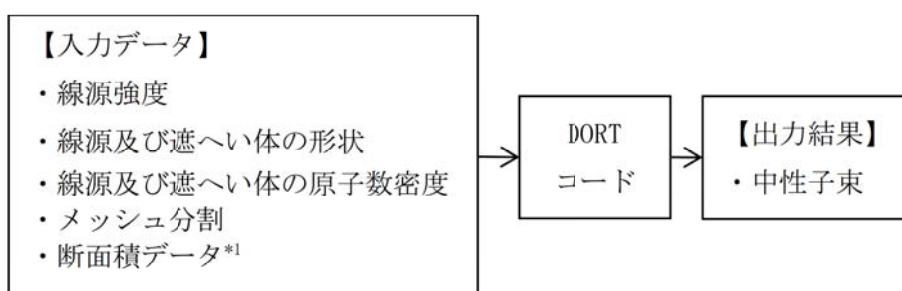 【入力データ】
・線源強度
・線源及び遮へい体の形状
・線源及び遮へい体の原子数密度
・メッシュ分割
・断面積データ*1
DORT
コード
【出力結果】
・中性子束